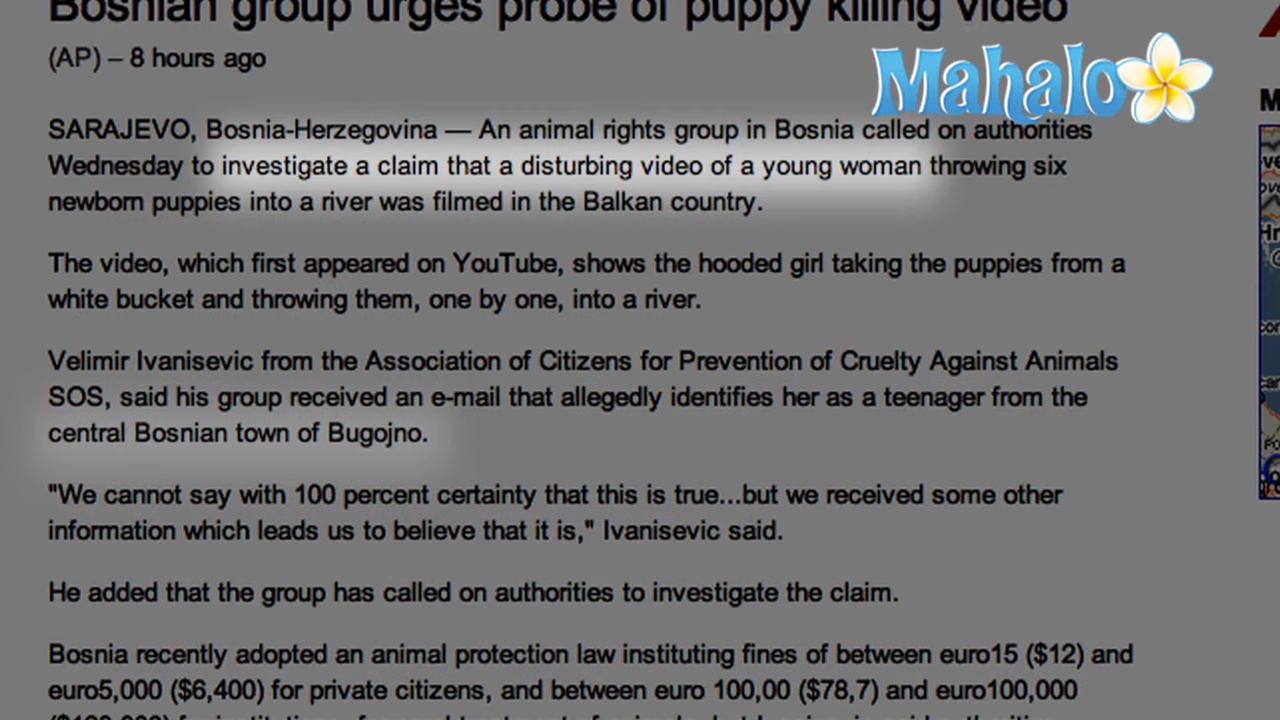 Bosnian group urges probe of puppy killing video
Mahalo
(AP) – 8 hours ago
SARAJEVO, Bosnia-Herzegovina — An animal rights group in Bosnia called on authorities
Wednesday to investigate a claim that a disturbing video of a young woman throwing six
newborn puppies into a river was filmed in the Balkan country.
The video, which first appeared on YouTube, shows the hooded girl taking the puppies from a
white bucket and throwing them, one by one, into a river.
Velimir Ivanisevic from the Association of Citizens for Prevention of Cruelty Against Animals
SOS, said his group received an e-mail that allegedly identifies her as a teenager from the
central Bosnian town of Bugojno.
"We cannot say with 100 percent certainty that this is true...but we received some other
information which leads us to believe that it is," Ivanisevic said.
He added that the group has called on authorities to investigate the claim.
Bosnia recently adopted an animal protection law instituting fines of between euro15 ($12) and
euro5,000 ($6,400) for private citizens, and between euro 100,00 ($78,7) and euro100,000